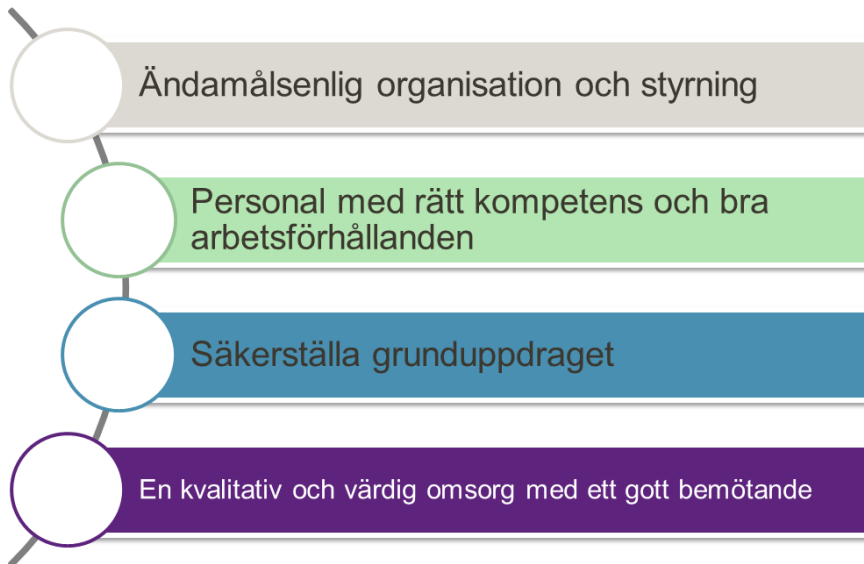 Ändamålsenlig organisation och styrning
Personal med rätt kompetens och bra
arbetsförhållanden
Säkerställa grunduppdraget
En kvalitativ och värdig omsorg med ett gott bemötande